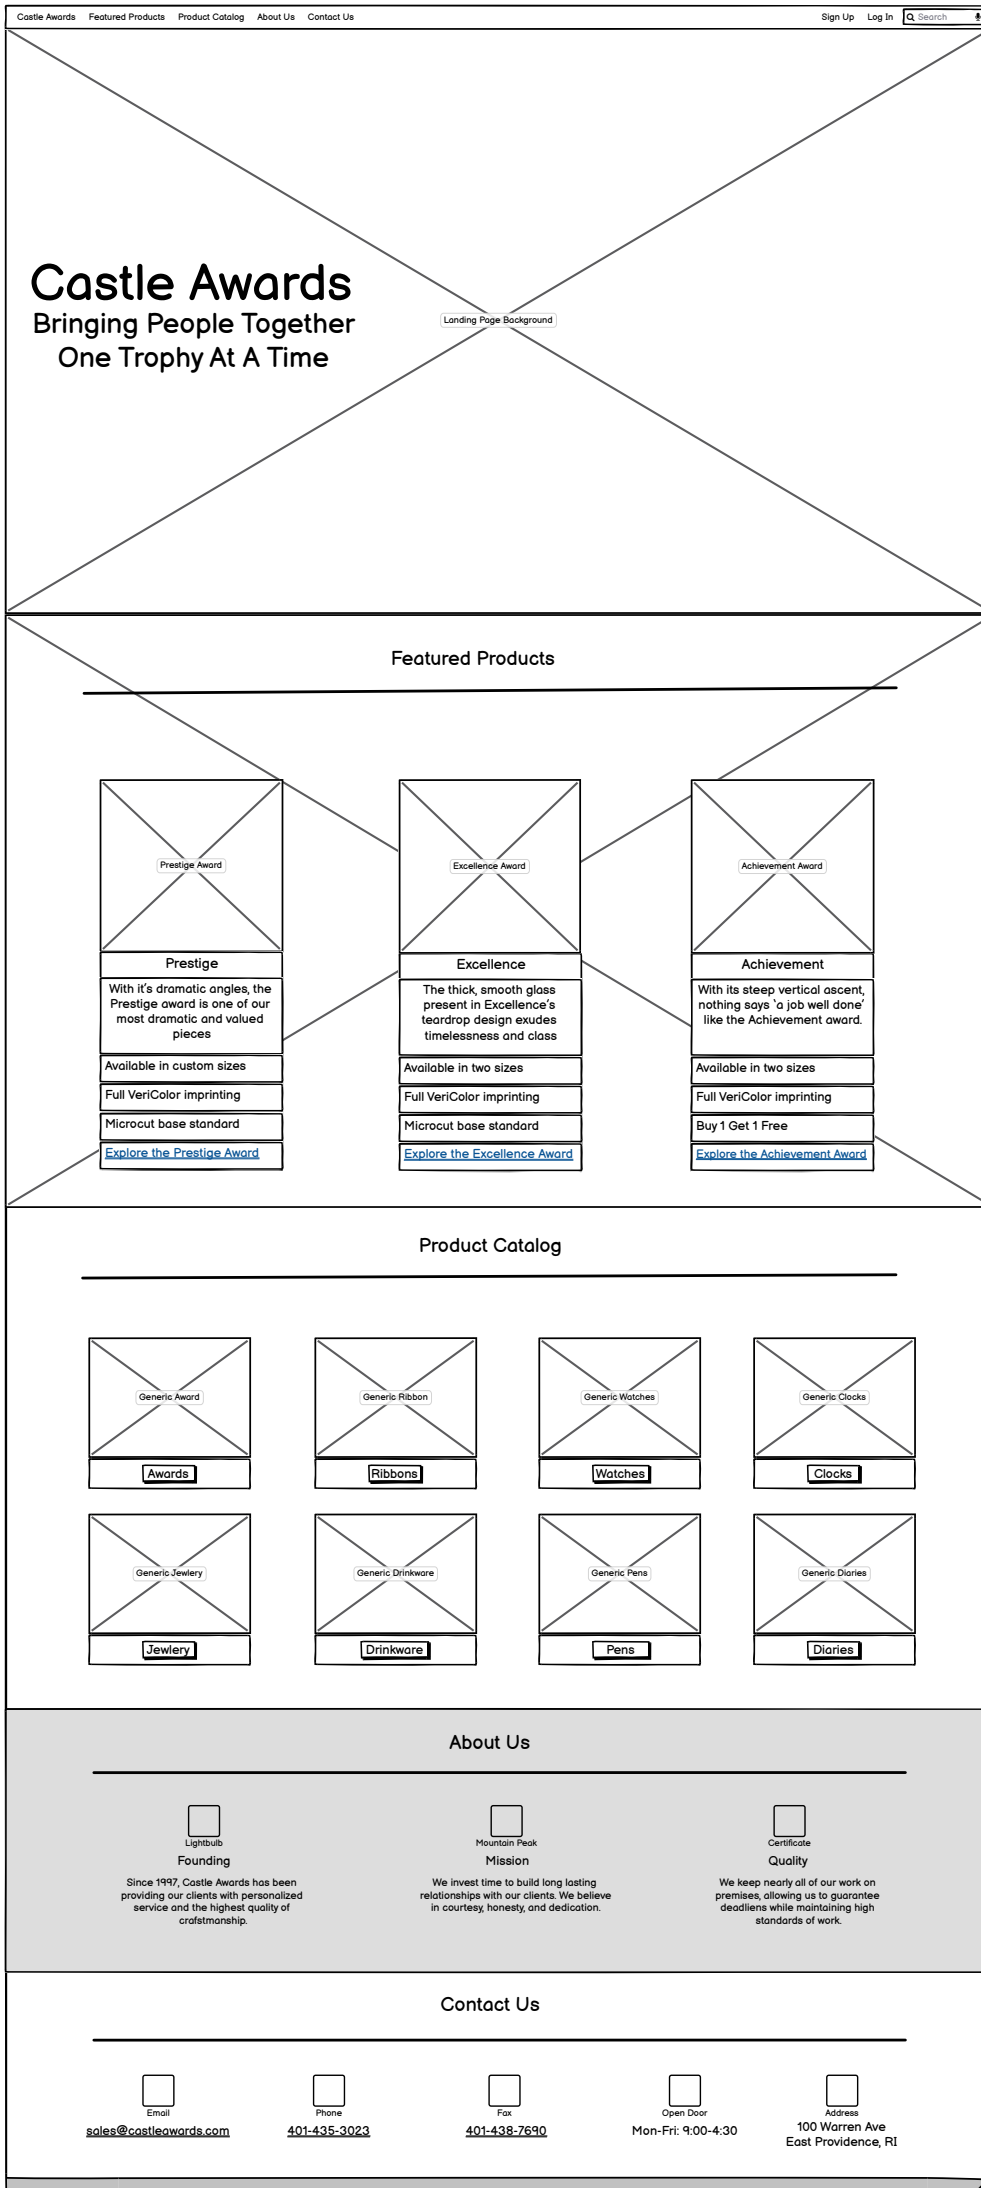 Castle Awards Featured Products Product Catalog About Us Contact Us Sign Up Log In Search
Castle Awards
Bringing People Together
One Trophy At A Time
Landing Page Background
Featured Products
Prestige Award
Prestige
With it's dramatic angles, the
Prestige award is one of our
most dramatic and valued
pieces
Available in custom sizes
Full VeriColor imprinting
Microcut base standard
Explore the Prestige Award
Excellence Award
Excellence
The thick, smooth glass
present in Excellence's
teardrop design exudes
timelessness and class
Available in two sizes
Full VeriColor imprinting
Microcut base standard
Explore the Excellence Award
Achievement Award
Achievement
With its steep vertical ascent,
nothing says 'a job well done'
like the Achievement award.
Available in two sizes
Full VeriColor imprinting
Buy 1 Get 1 Free
Explore the Achievement Award
Product Catalog
Generic Award
Awards
Generic Ribbon
Ribbons
Generic Watches
Watches
Generic Clocks
Clocks
Generic Jewlery
Jewlery
Generic Drinkware
Drinkware
Generic Pens
Pens
Generic Diaries
Diaries
About Us
Lightbulb
Founding
Since 1997, Castle Awards has been
providing our clients with personalized
service and the highest quality of
crafstmanship.
Mountain Peak
Mission
We invest time to build long lasting
relationships with our clients. We believe
in courtesy, honesty, and dedication.
Certificate
Quality
We keep nearly all of our work on
premises, allowing us to guarantee
deadliens while maintaining high
standards of work.
Contact Us
Email
sales@castleawards.com
Phone
401-435-3023
Fax
401-438-7690
Open Door
Mon-Fri: 9:00-4:30
Address
100 Warren Ave
East Providence, RI